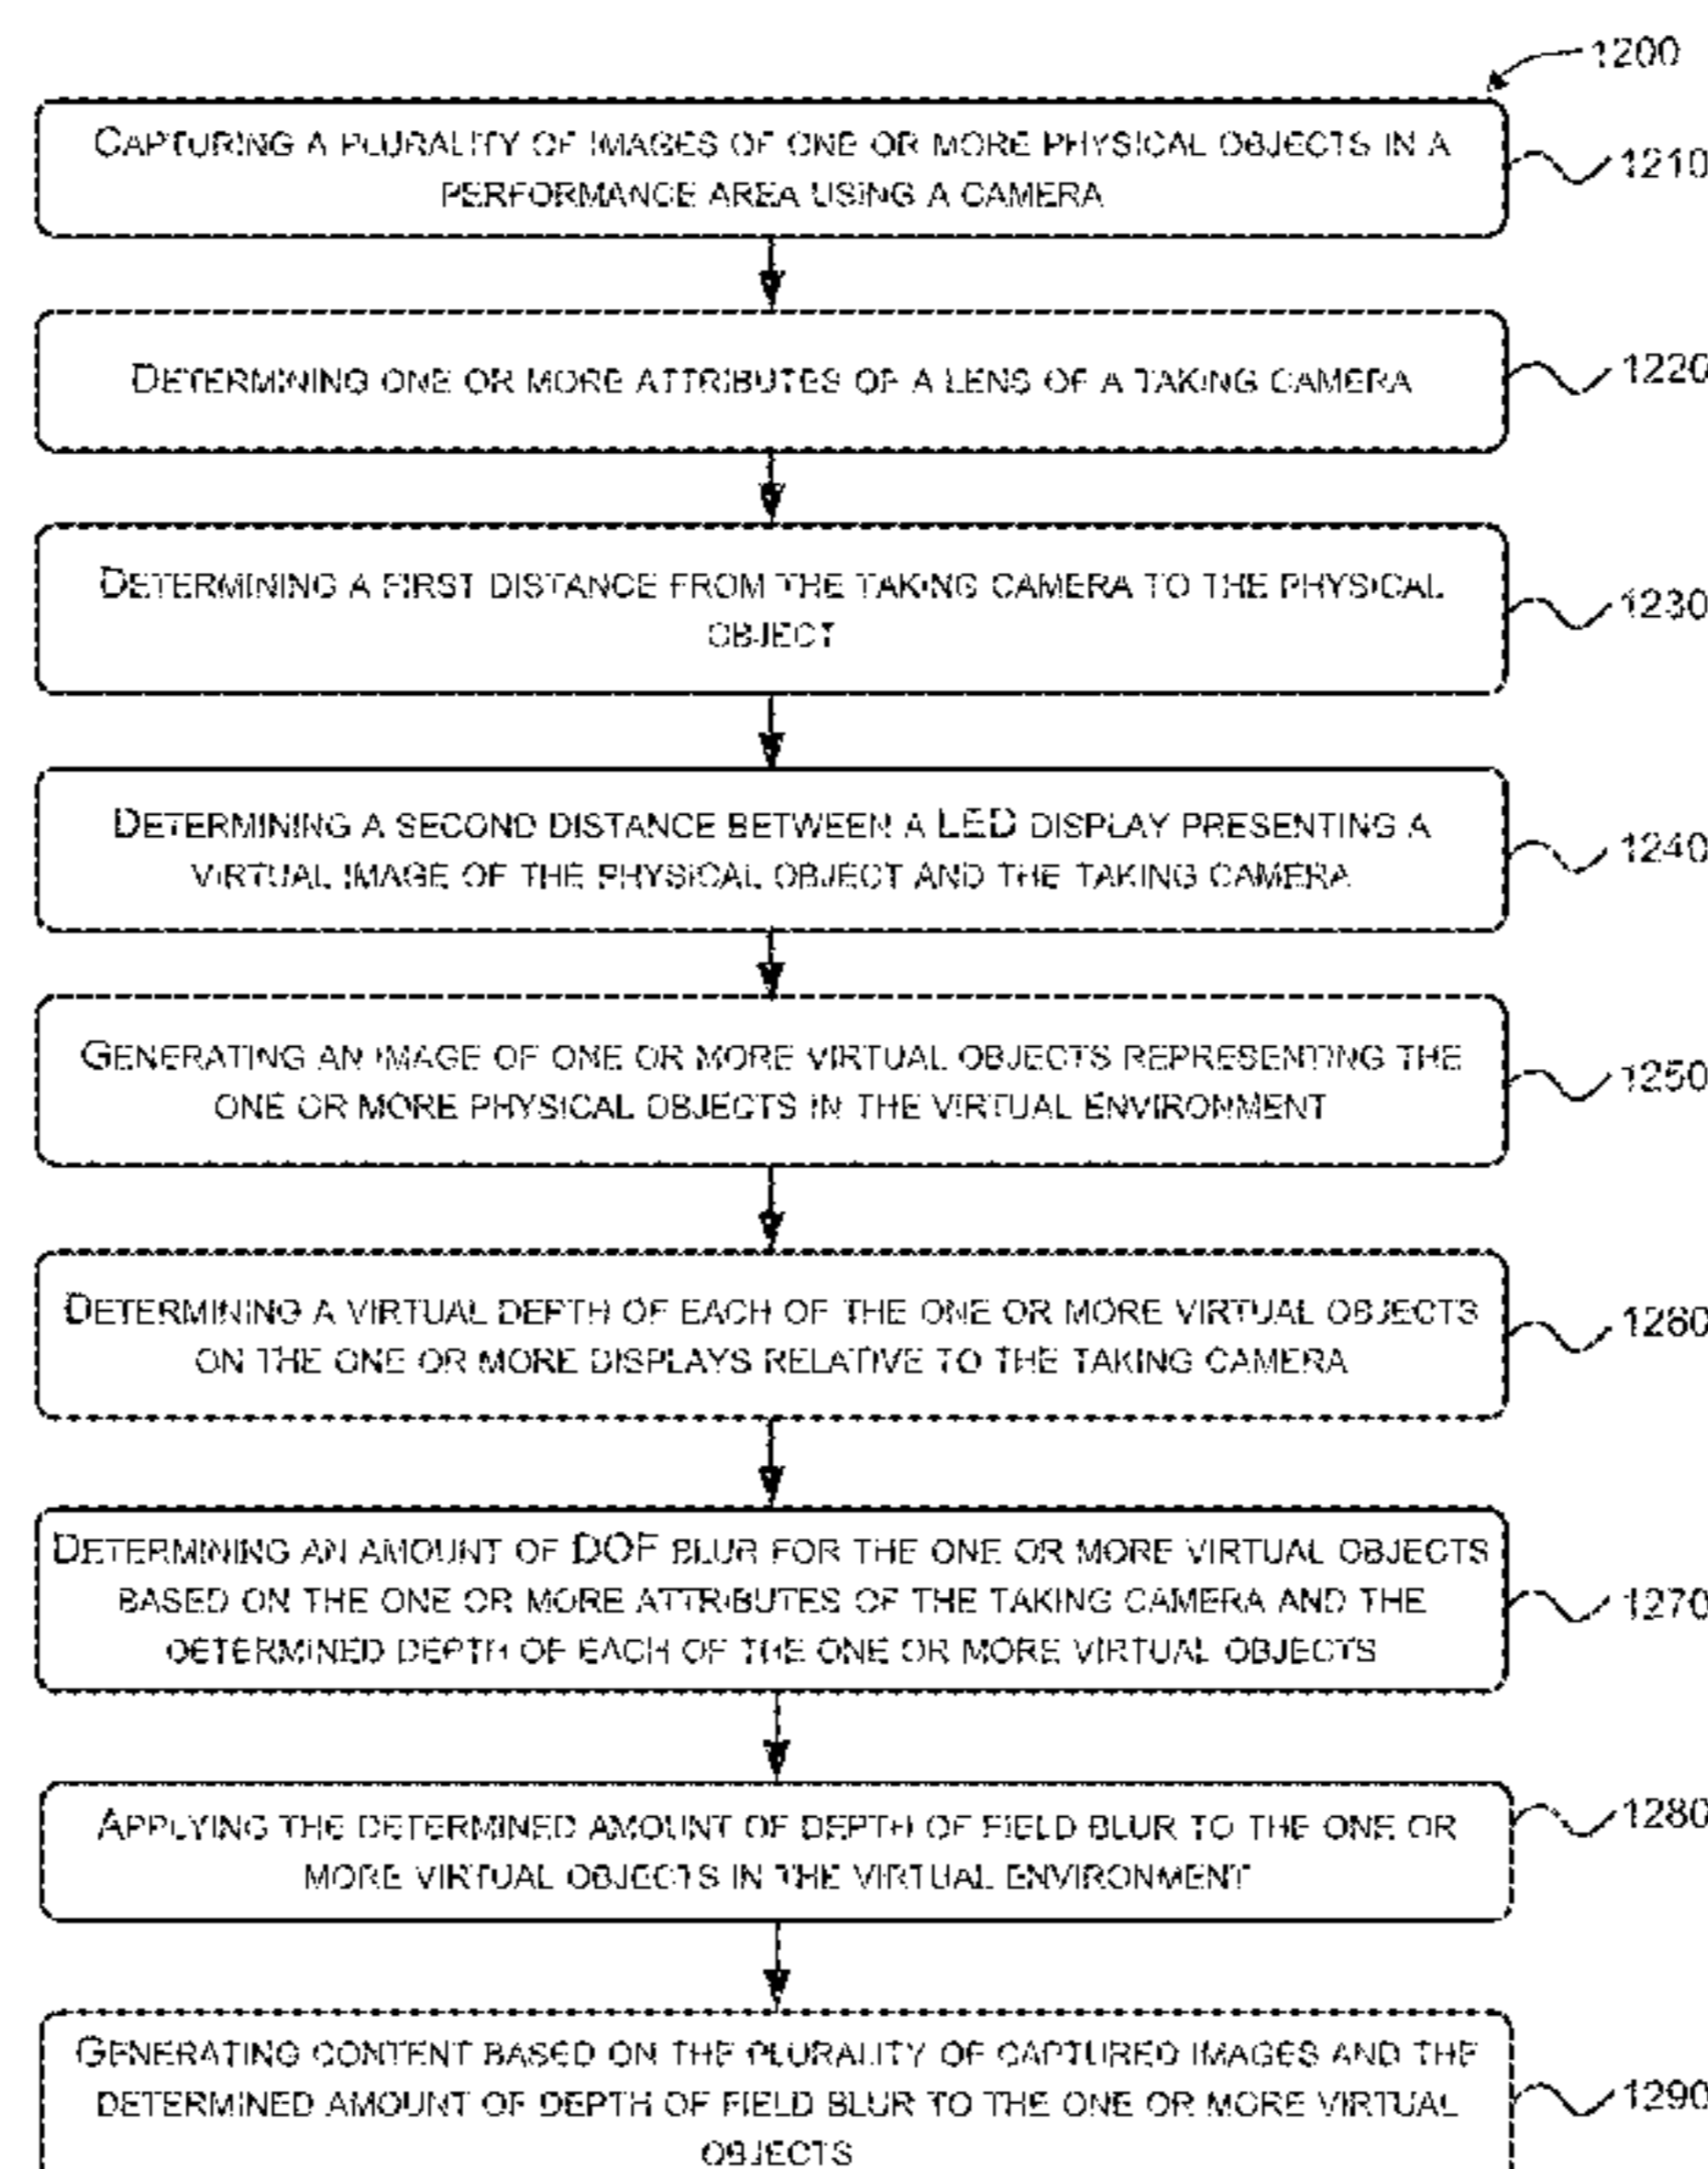 1200
CAPTURING A PLURALITY OF IMAGES OF ONE OR MORE PHYSICAL OBJECTS IN A
PERFORMANCE AREA USING A CAMERA
1210
DETERMINING ONE OR MORE ATTRIBUTES OF A LENS OF A TAKING CAMERA
1220
DETERMINING A FIRST DISTANCE FROM THE TAKING CAMERA TO THE PHYSICAL
OBJECT
1230
DETERMINING A SECOND DISTANCE BETWEEN A LED DISPLAY PRESENTING A
VIRTUAL IMAGE OF THE PHYSICAL OBJECT AND THE TAKING CAMERA
1240
GENERATING AN IMAGE OF ONE OR MORE VIRTUAL OBJECTS REPRESENTING THE
ONE OR MORE PHYSICAL OBJECTS IN THE VIRTUAL ENVIRONMENT
1250
DETERMINING A VIRTUAL DEPTH OF EACH OF THE ONE OR MORE VIRTUAL OBJECTS
ON THE ONE OR MORE DISPLAYS RELATIVE TO THE TAKING CAMERA
1260
DETERMINING AN AMOUNT OF DOF BLUR FOR THE ONE OR MORE VIRTUAL OBJECTS
BASED ON THE ONE OR MORE ATTRIBUTES OF THE TAKING CAMERA AND THE
DETERMINED DEPTH OF EACH OF THE ONE OR MORE VIRTUAL OBJECTS
1270
APPLYING THE DETERMINED AMOUNT OF DEPTH OF FIELD BLUR TO THE ONE OR
MORE VIRTUAL OBJECTS IN THE VIRTUAL ENVIRONMENT
1280
GENERATING CONTENT BASED ON THE PLURALITY OF CAPTURED IMAGES AND THE
DETERMINED AMOUNT OF DEPTH OF FIELD BLUR TO THE ONE OR MORE VIRTUAL
OBJECTS
1290